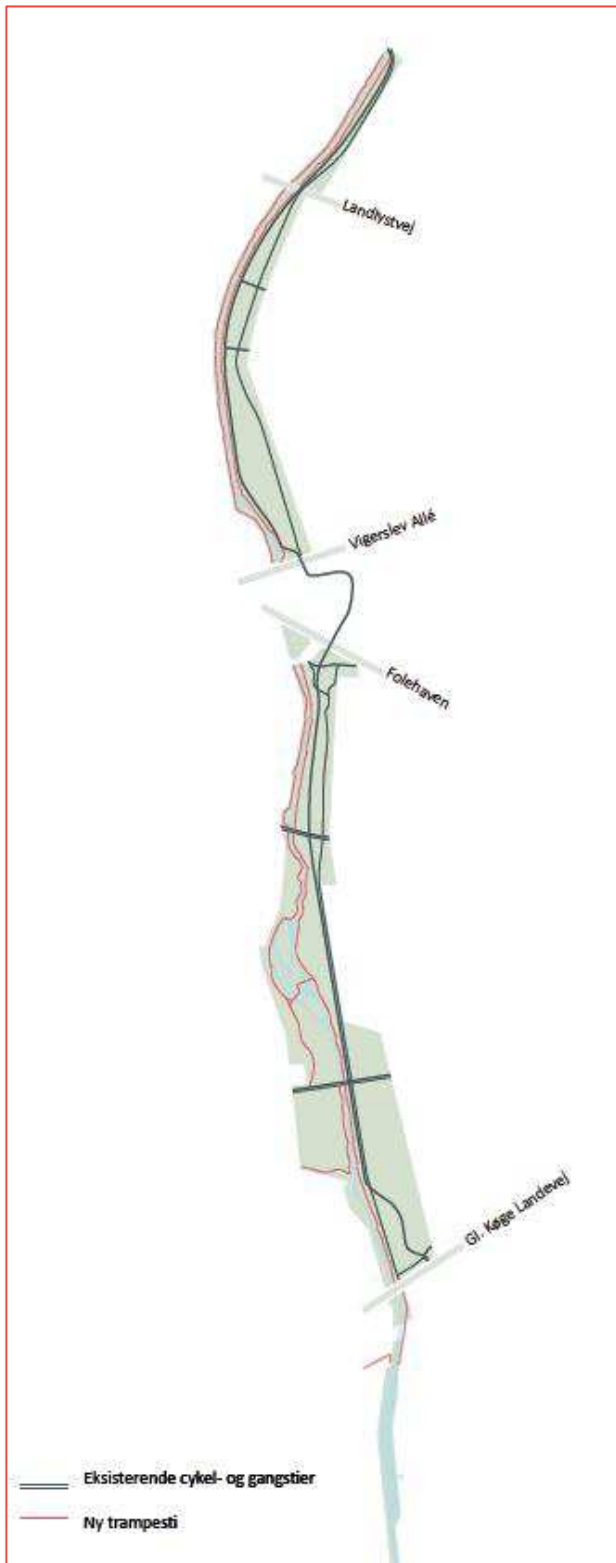 Landlystvej
Vigerslev Allé
Folehaven
Gl. Køge Landevej
Eksisterende cykel- og gangstier
Ny trampesti